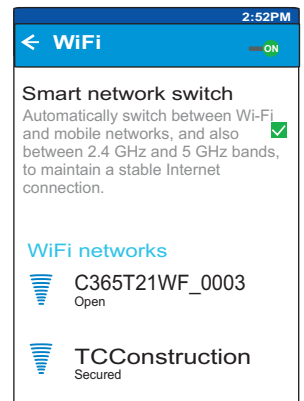 2:52PM
WiFi
ON
Smart network switch
Automatically switch between Wi-Fi
and mobile networks, and also
between 2.4 GHz and 5 GHz bands,
to maintain a stable Internet
connection.
WiFi networks
C365T21WF_0003
Open
TCConstruction
Secured